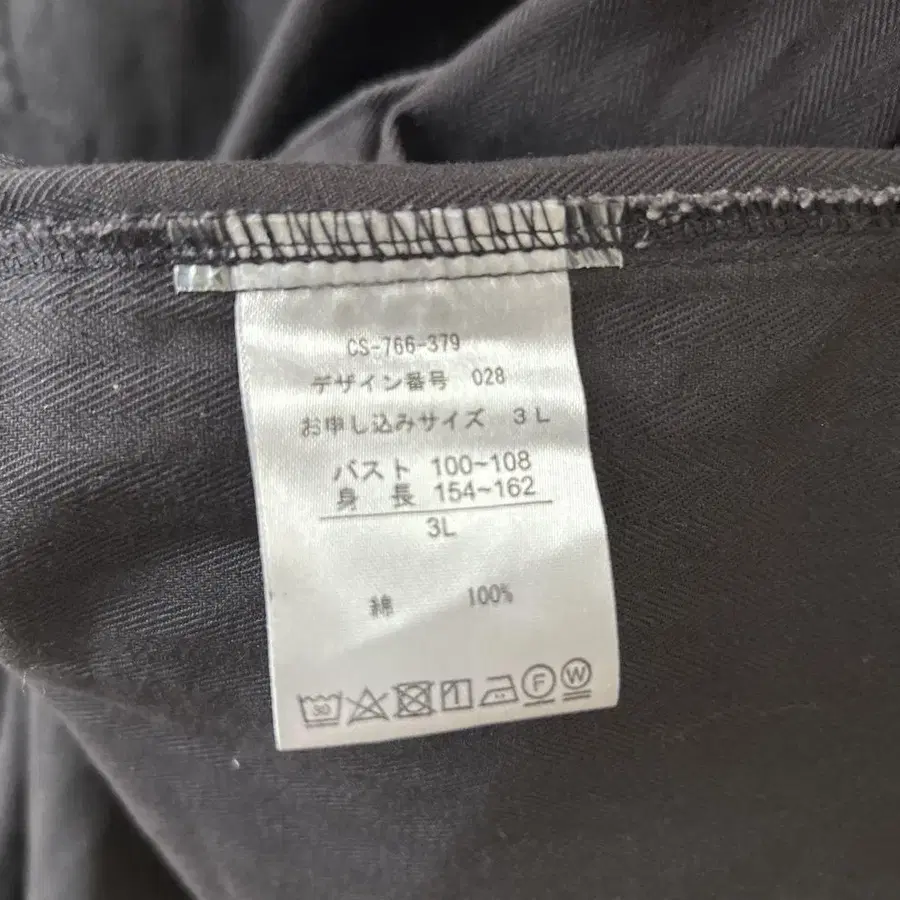 CS-766-379
デザイン番号 028
お申し込みサイズ 3L
バスト 100~108
身長 154~162
3L
綿 100%
30 F W